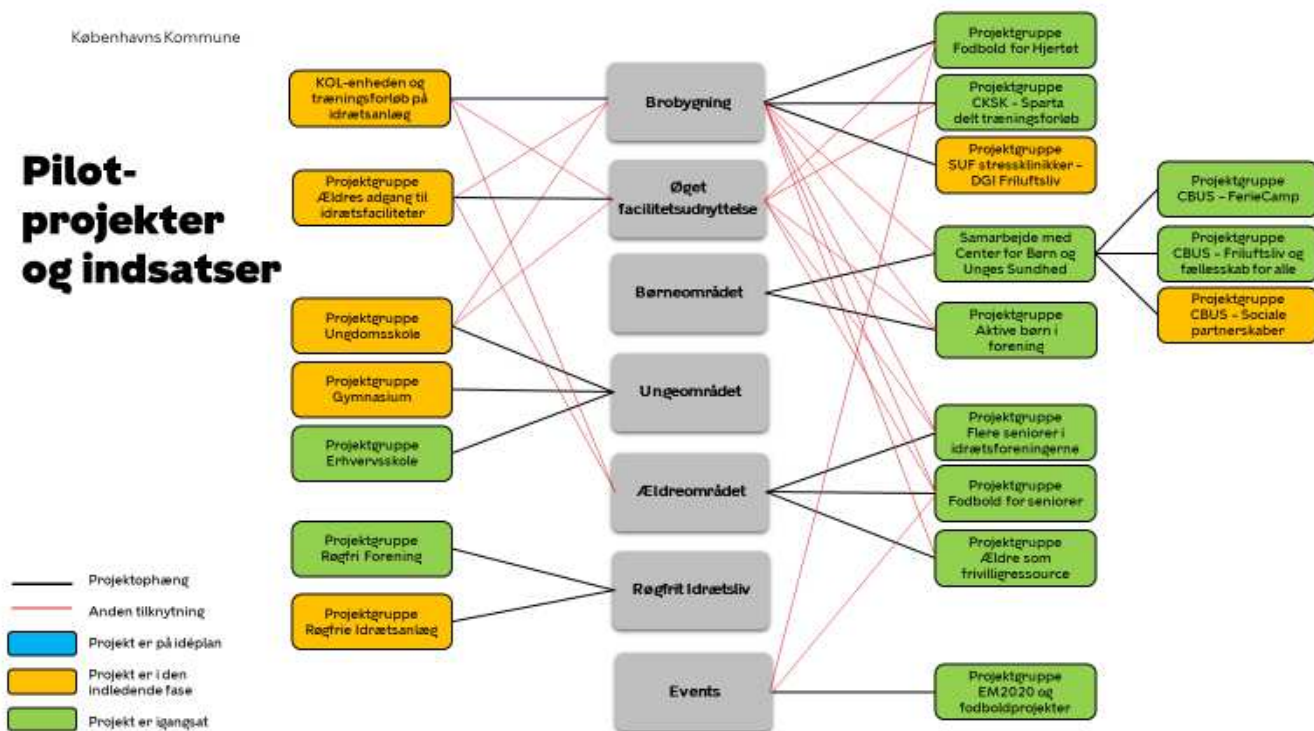 Københavns Kommune
Pilot-
projekter
og indsatser
KOL-enheden og
træningsforløb på
idrætsanlæg
Projektgruppe
Ældres adgang til
idrætsfaciliteter
Projektgruppe
Ungdomsskole
Projektgruppe
Gymnasium
Projektgruppe
Erhvervsskole
Projektgruppe
Røgfri Forening
Projektgruppe
Røgfrie Idrætsanlæg
Brobygning
Øget
facilitetsudnyttelse
Børneområdet
Ungeområdet
Ældreområdet
Røgfrit Idrætsliv
Events
Projektgruppe
Fodbold for Hjertet
Projektgruppe
CKSK - Sparta
delt træningsforløb
Projektgruppe
SUF stressklinikker -
DGI Friluftsliv
Samarbejde med
Center for Børn og
Unges Sundhed
Projektgruppe
Aktive børn i
forening
Projektgruppe
Flere seniorer i
idrætsforeningerne
Projektgruppe
Fodbold for seniorer
Projektgruppe
Ældre som
frivilligressource
Projektgruppe
EM2020 og
fodboldprojekter
Projektgruppe
CBUS - FerieCamp
Projektgruppe
CBUS - Friluftsliv og
fællesskab for alle
Projektgruppe
CBUS - Sociale
partnerskaber
Projektophæng
Anden tilknytning
Projekt er på idéplan
Projekt er i den
indledende fase
Projekt er igangsat